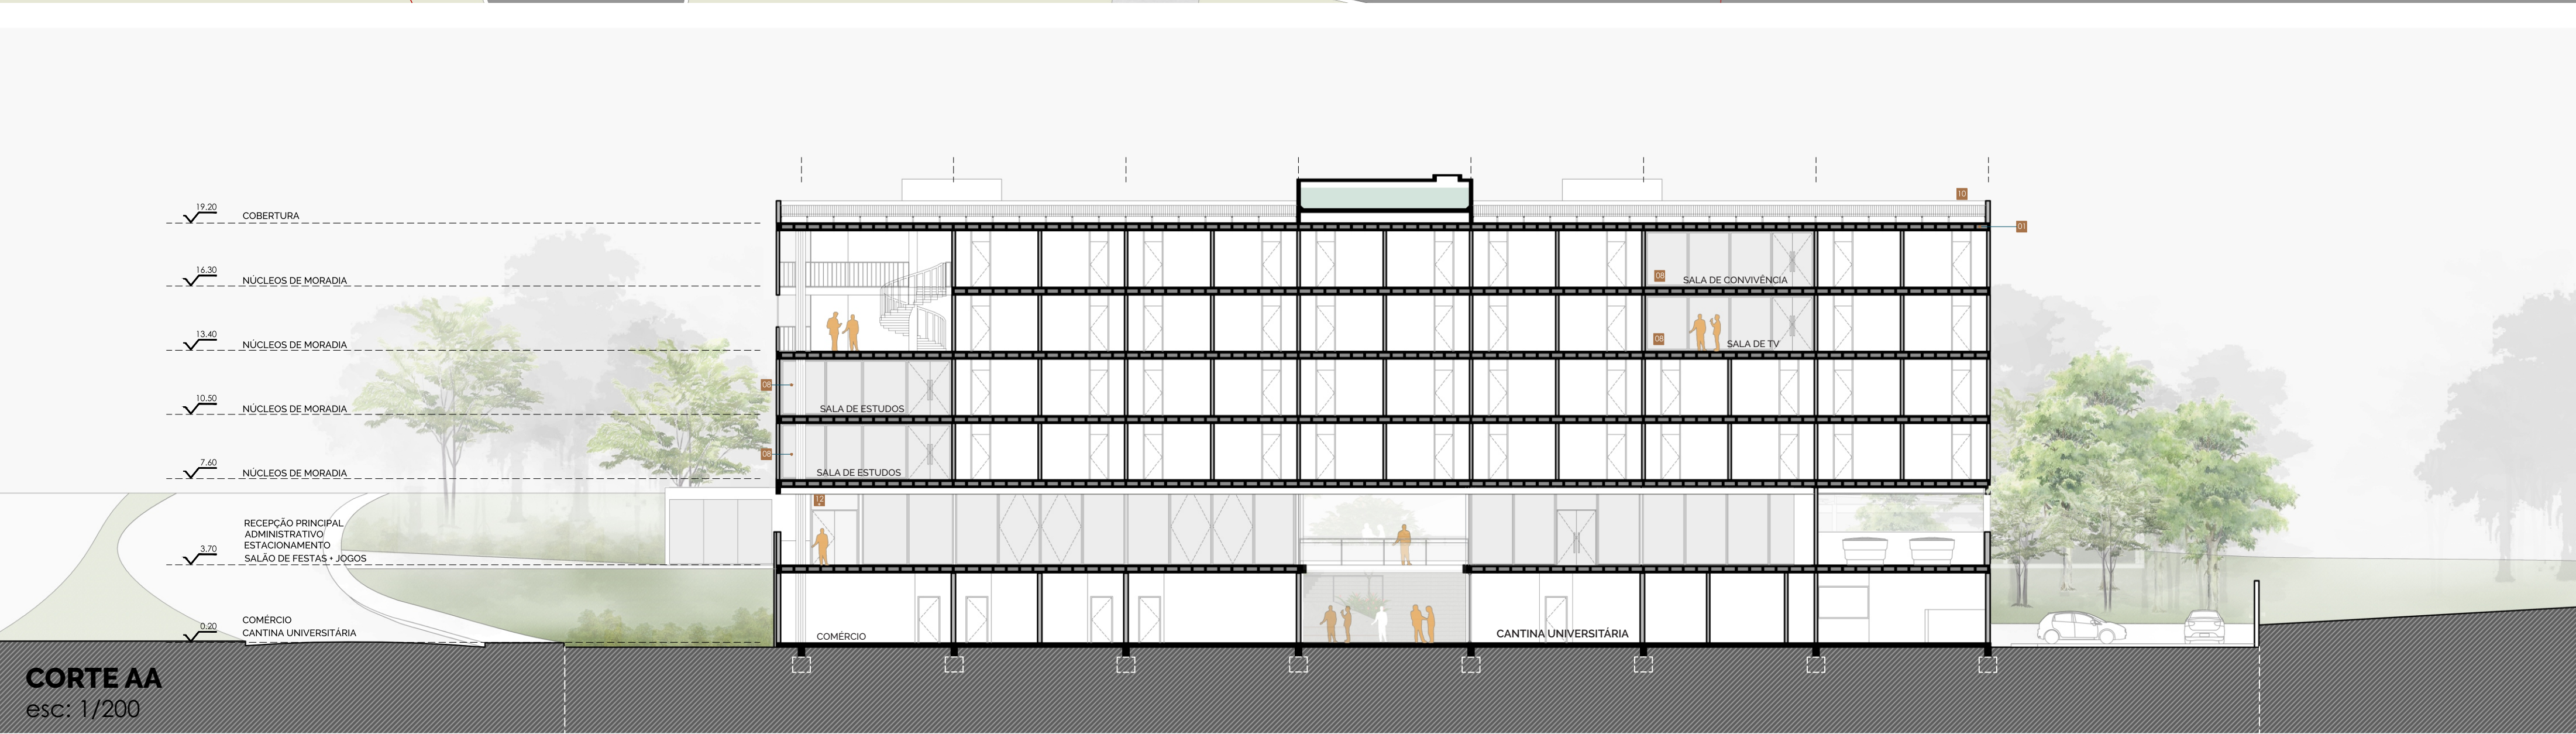 10
19.20
COBERTURA
01
16.30
NÚCLEOS DE MORADIA
08
SALA DE CONVIVÊNCIA
13.40
NÚCLEOS DE MORADIA
08
SALA DE TV
08
10.50
NÚCLEOS DE MORADIA
SALA DE ESTUDOS
08
7.60
NÚCLEOS DE MORADIA
SALA DE ESTUDOS
12
RECEPÇÃO PRINCIPAL
ADMINISTRATIVO
ESTACIONAMENTO
3.70
SALÃO DE FESTAS + JOGOS
COMÉRCIO
0.20
CANTINA UNIVERSITÁRIA
COMÉRCIO
CANTINA UNIVERSITÁRIA
CORTE AA
esc: 1/200